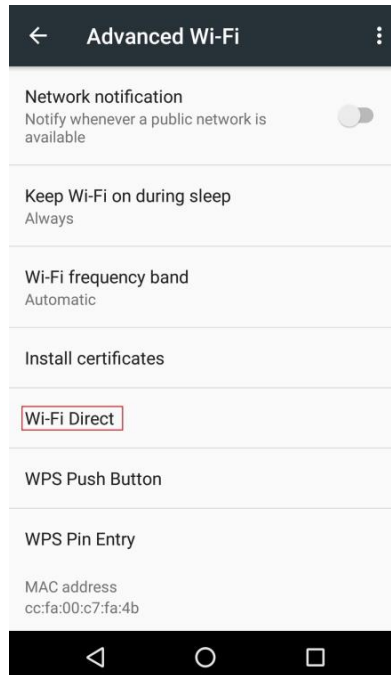 Advanced Wi-Fi
Network notification
Notify whenever a public network is
available
Keep Wi-Fi on during sleep
Always
Wi-Fi frequency band
Automatic
Install certificates
Wi-Fi Direct
WPS Push Button
WPS Pin Entry
MAC address
cc:fa:00:c7:fa:4b